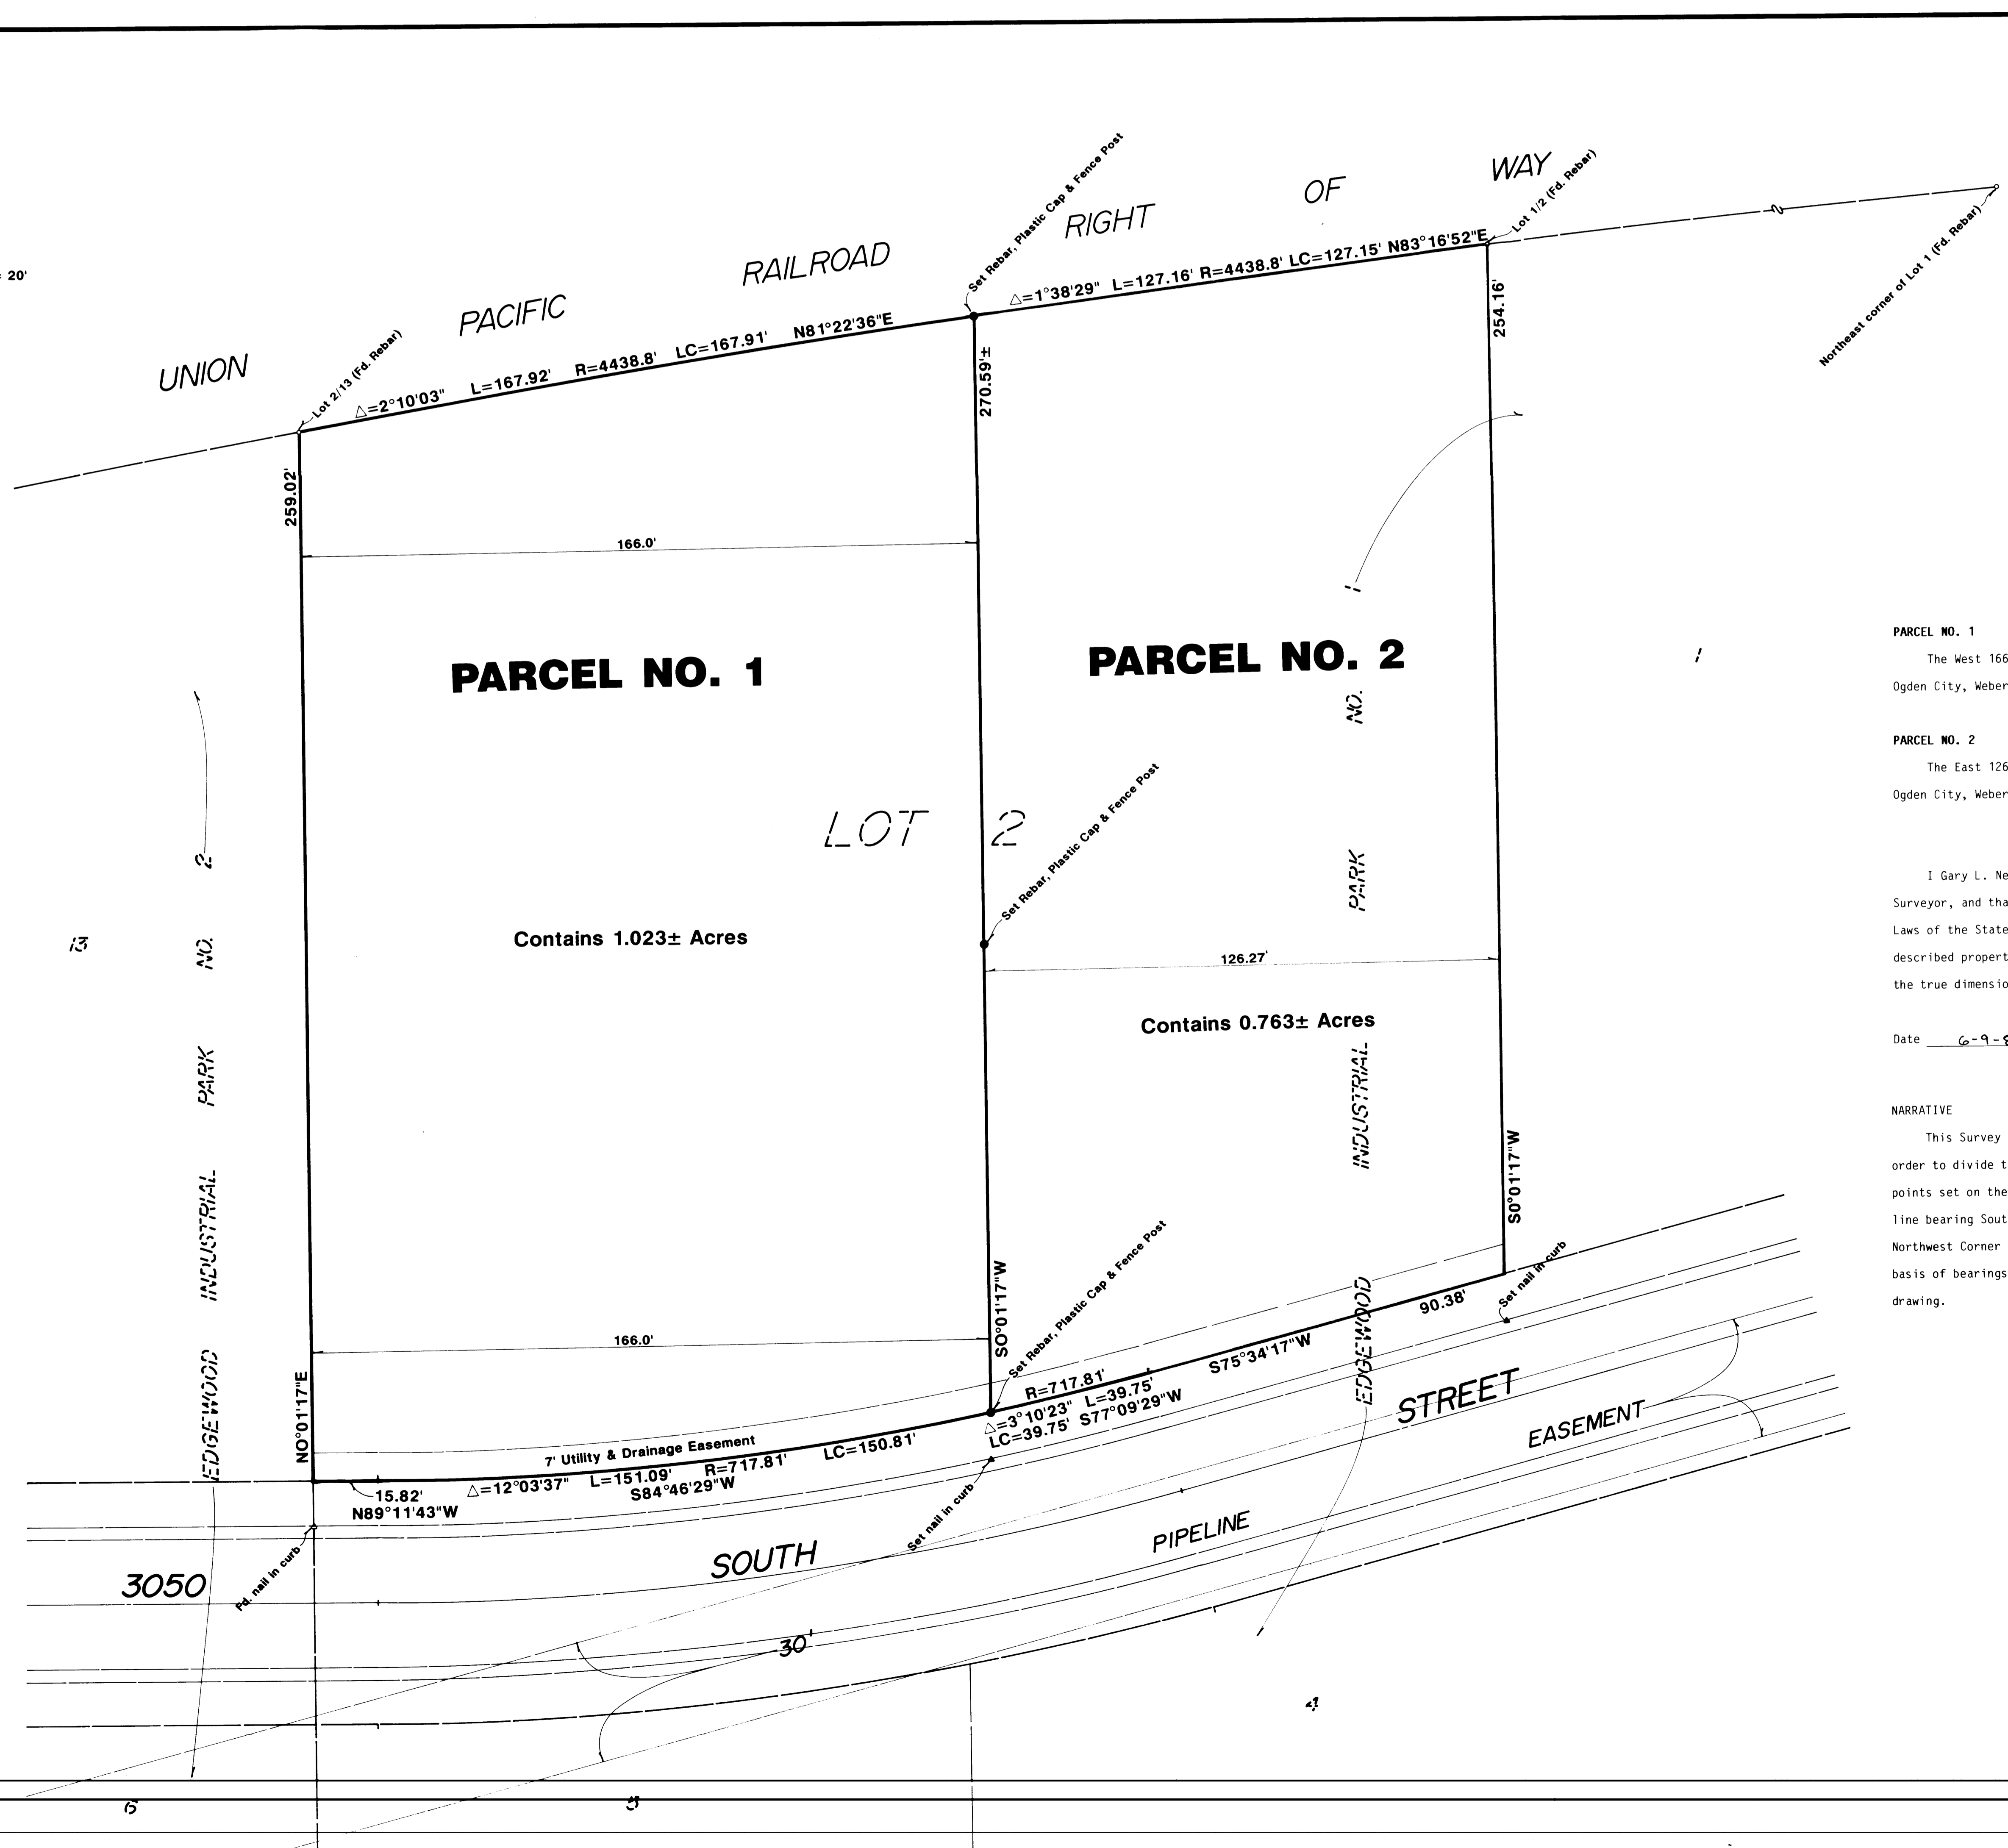 = 20'
UNION PACIFIC RAILROAD RIGHT OF WAY
Lot 2/13 (Fd. Rebar)
Set Rebar, Plastic Cap & Fence Post
Lot 1/2 (Fd. Rebar)
Northeast corner of Lot 1 (Fd. Rebar)
2
△=2°10'03" L=167.92' R=4438.8' LC=167.91' N81°22'36"E
△=1°38'29" L=127.16' R=4438.8' LC=127.15' N83°16'52"E
259.02'
270.59'±
254.16'
166.0'
PARCEL NO. 1
PARCEL NO. 2
1
LOT 2
Set Rebar, Plastic Cap & Fence Post
13
Contains 1.023± Acres
126.27'
Contains 0.763± Acres
EDGEWOOD INDUSTRIAL PARK NO. 2
EDGEWOOD INDUSTRIAL PARK NO. 1
166.0'
N0°01'17"E
S0°01'17"W
S0°01'17"W
Set Rebar, Plastic Cap & Fence Post
Set nail in curb
7' Utility & Drainage Easement
15.82'
N89°11'43"W
△=12°03'37" L=151.09' R=717.81' LC=150.81'
S84°46'29"W
R=717.81'
△=3°10'23" L=39.75'
LC=39.75' S77°09'29"W
S75°34'17"W
90.38'
Set nail in curb
Fd. nail in curb
3050 SOUTH STREET
30' PIPELINE EASEMENT
4
6
5
PARCEL NO. 1
The West 166
Ogden City, Weber
PARCEL NO. 2
The East 126
Ogden City, Weber
I Gary L. Ne
Surveyor, and tha
Laws of the State
described propert
the true dimensio
Date 6-9-8
NARRATIVE
This Survey
order to divide t
points set on the
line bearing Sout
Northwest Corner
basis of bearings
drawing.